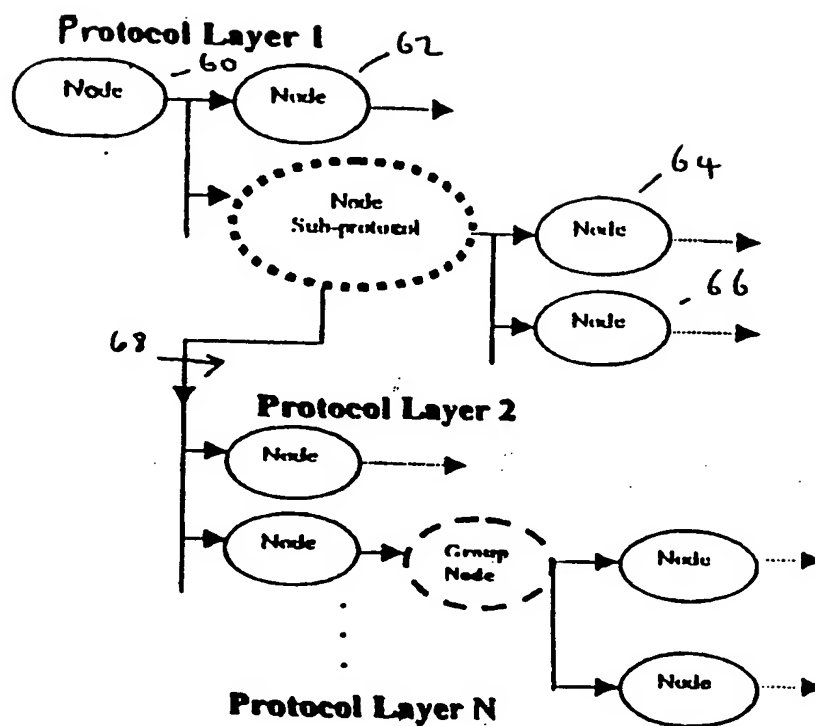 Protocol Layer 1
60
62
Node
Node
64
Node
Sub-protocol
Node
66
Node
68
Protocol Layer 2
Node
Node
Group
Node
Node
Node
Protocol Layer N